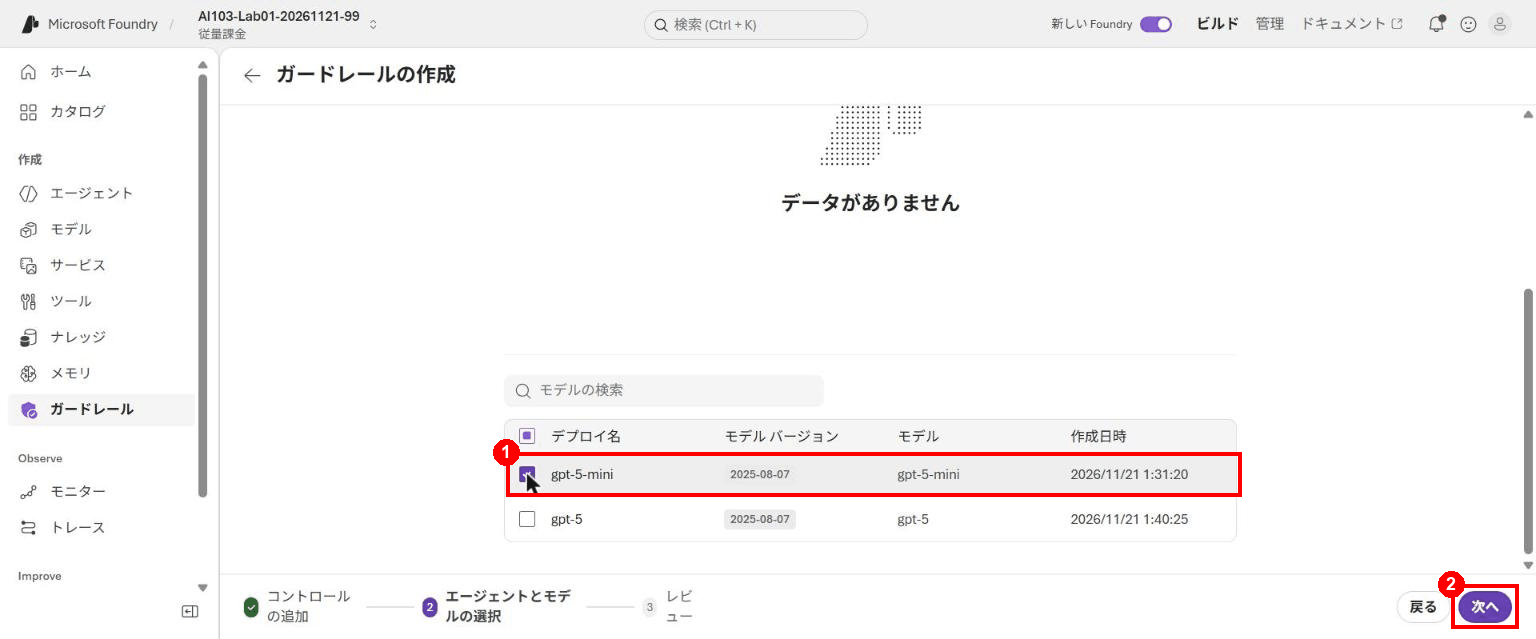 Microsoft Foundry / AI103-Lab01-20261121-99
従量課金
検索 (Ctrl + K)
新しい Foundry ビルド 管理 ドキュメント
ホーム
カタログ
作成
エージェント
モデル
サービス
ツール
ナレッジ
メモリ
ガードレール
Observe
モニター
トレース
Improve
ガードレールの作成
データがありません
モデルの検索
デプロイ名 モデル バージョン モデル 作成日時
1
gpt-5-mini 2025-08-07 gpt-5-mini 2026/11/21 1:31:20
gpt-5 2025-08-07 gpt-5 2026/11/21 1:40:25
コントロール
の追加
2 エージェントとモデ
ルの選択
3 レビ
ュー
2
戻る 次へ